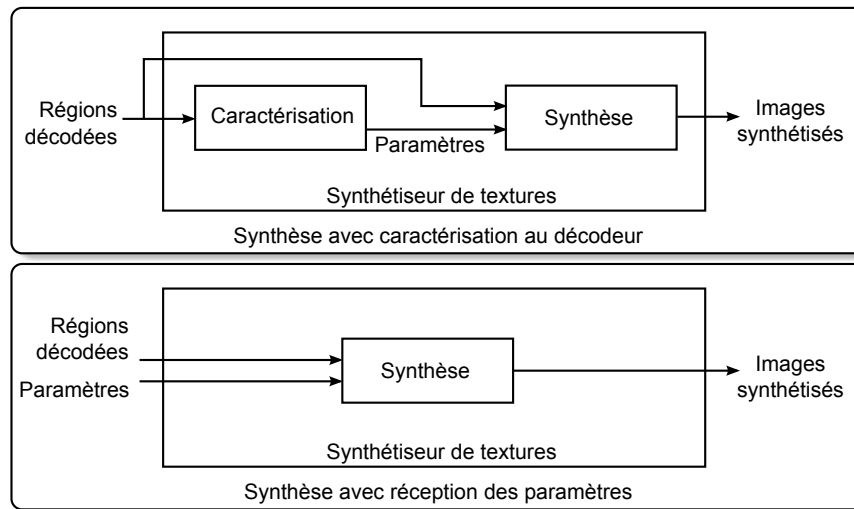 Régions
décodées
Caractérisation
Paramètres
Synthèse
Images
synthétisés
Synthétiseur de textures
Synthèse avec caractérisation au décodeur
Régions
décodées
Paramètres
Synthèse
Images
synthétisés
Synthétiseur de textures
Synthèse avec réception des paramètres